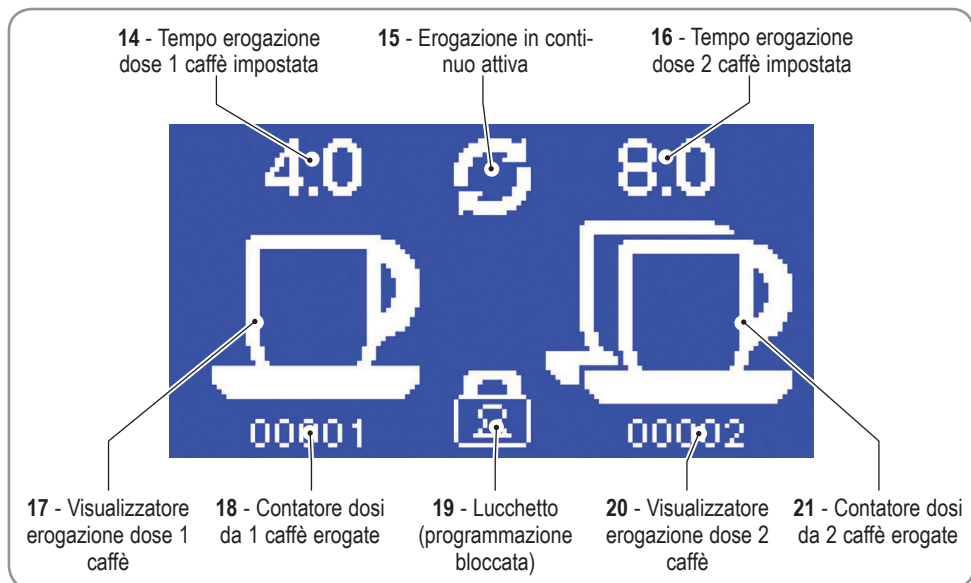 14 - Tempo erogazione
dose 1 caffè impostata
15 - Erogazione in conti-
nuo attiva
16 - Tempo erogazione
dose 2 caffè impostata
4.0
8.0
00001
00002
17 - Visualizzatore
erogazione dose 1
caffè
18 - Contatore dosi
da 1 caffè erogate
19 - Lucchetto
(programmazione
bloccata)
20 - Visualizzatore
erogazione dose 2
caffè
21 - Contatore dosi
da 2 caffè erogate